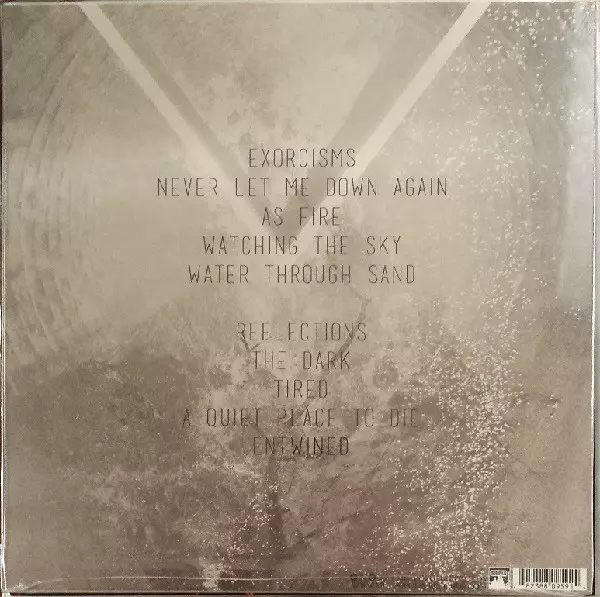 EXORCISMS
NEVER LET ME DOWN AGAIN
AS FIRE
WATCHING THE SKY
WATER THROUGH SAND
REFLECTIONS
THE DARK
TIRED
A QUIET PLACE TO DIE
ENTWINED